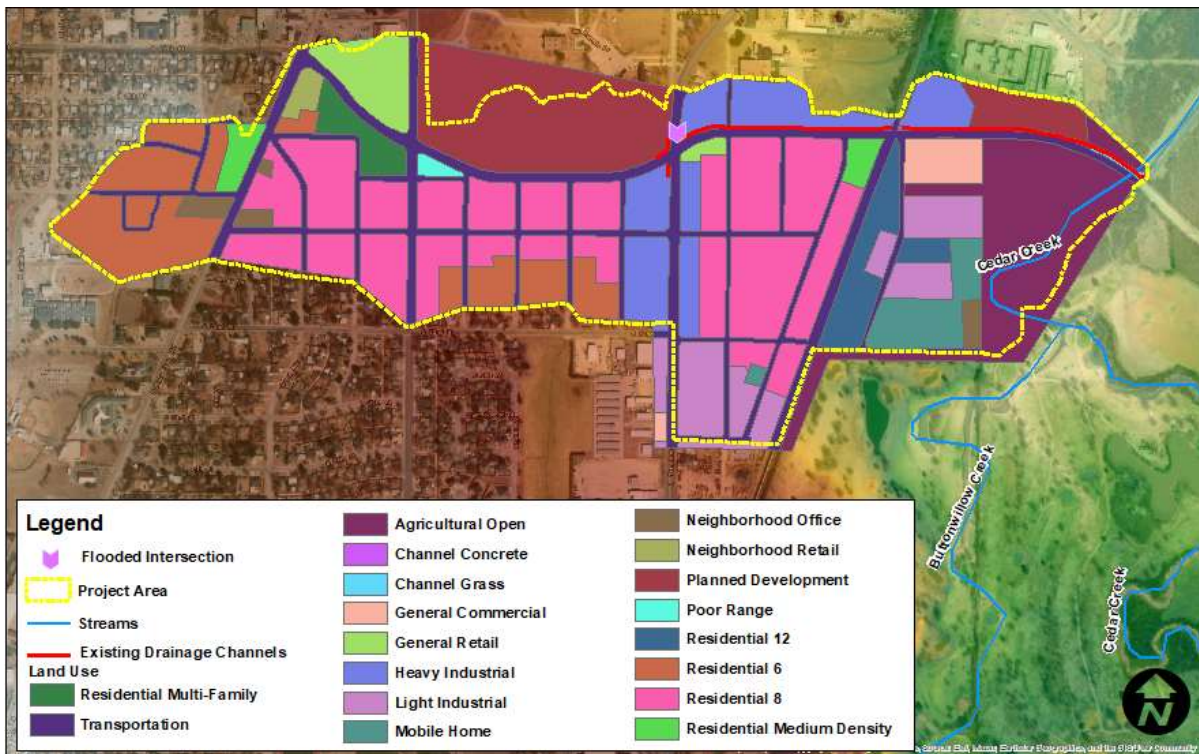 Cedar Creek
Buttonwillow Creek
Cedar Creek
Legend
Flooded Intersection
Project Area
Streams
Existing Drainage Channels
Land Use
Residential Multi-Family
Transportation
Agricultural Open
Channel Concrete
Channel Grass
General Commercial
General Retail
Heavy Industrial
Light Industrial
Mobile Home
Neighborhood Office
Neighborhood Retail
Planned Development
Poor Range
Residential 12
Residential 6
Residential 8
Residential Medium Density
N